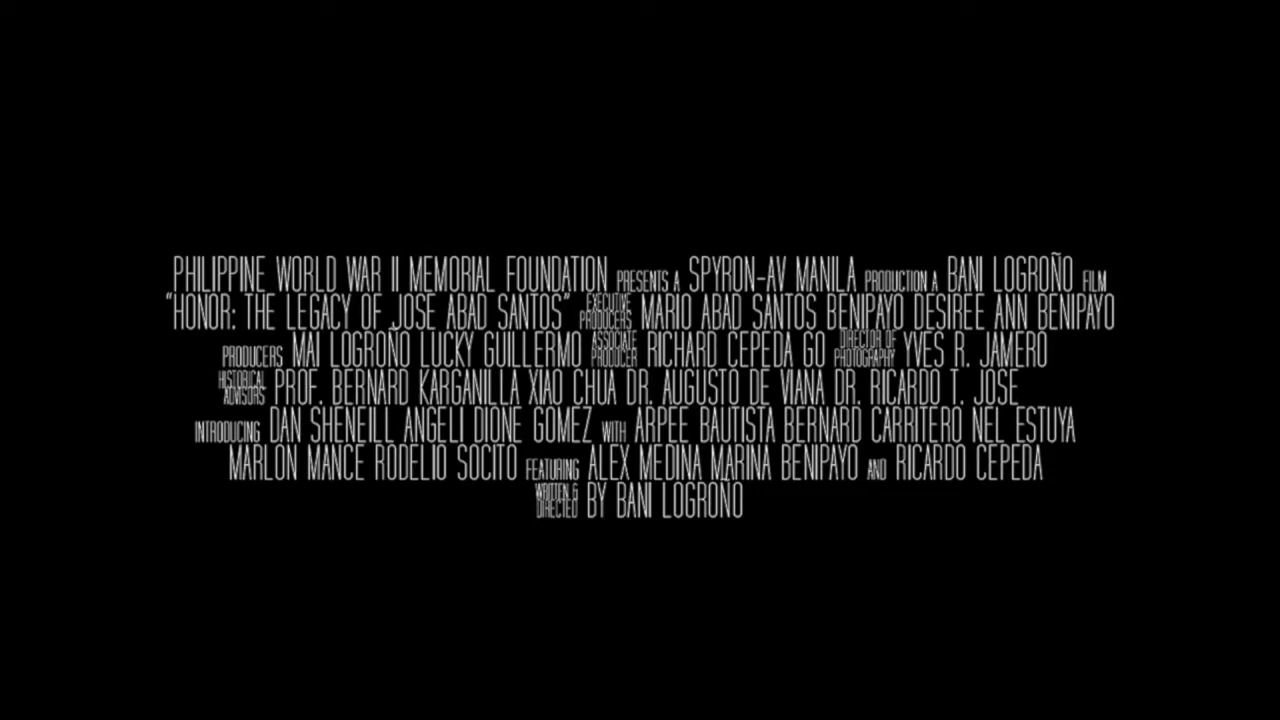 PHILIPPINE WORLD WAR II MEMORIAL FOUNDATION PRESENTS A SPYRON-AV MANILA PRODUCTION A BANI LOGROÑO FILM
"HONOR: THE LEGACY OF JOSE ABAD SANTOS" EXECUTIVE PRODUCERS MARIO ABAD SANTOS BENIPAYO DESIREE ANN BENIPAYO
PRODUCERS MAI LOGROÑO LUCKY GUILLERMO ASSOCIATE PRODUCER RICHARD CEPEDA GO DIRECTOR OF PHOTOGRAPHY YVES R. JAMERO
HISTORICAL ADVISORS PROF. BERNARD KARGANILLA XIAO CHUA DR. AUGUSTO DE VIANA DR. RICARDO T. JOSE
INTRODUCING DAN SHENEILL ANGELI DIONE GOMEZ WITH ARPEE BAUTISTA BERNARD CARRITERO NEL ESTUYA
MARLON MANCE RODELIO SOCITO FEATURING ALEX MEDINA MARINA BENIPAYO AND RICARDO CEPEDA
WRITTEN & DIRECTED BY BANI LOGROÑO